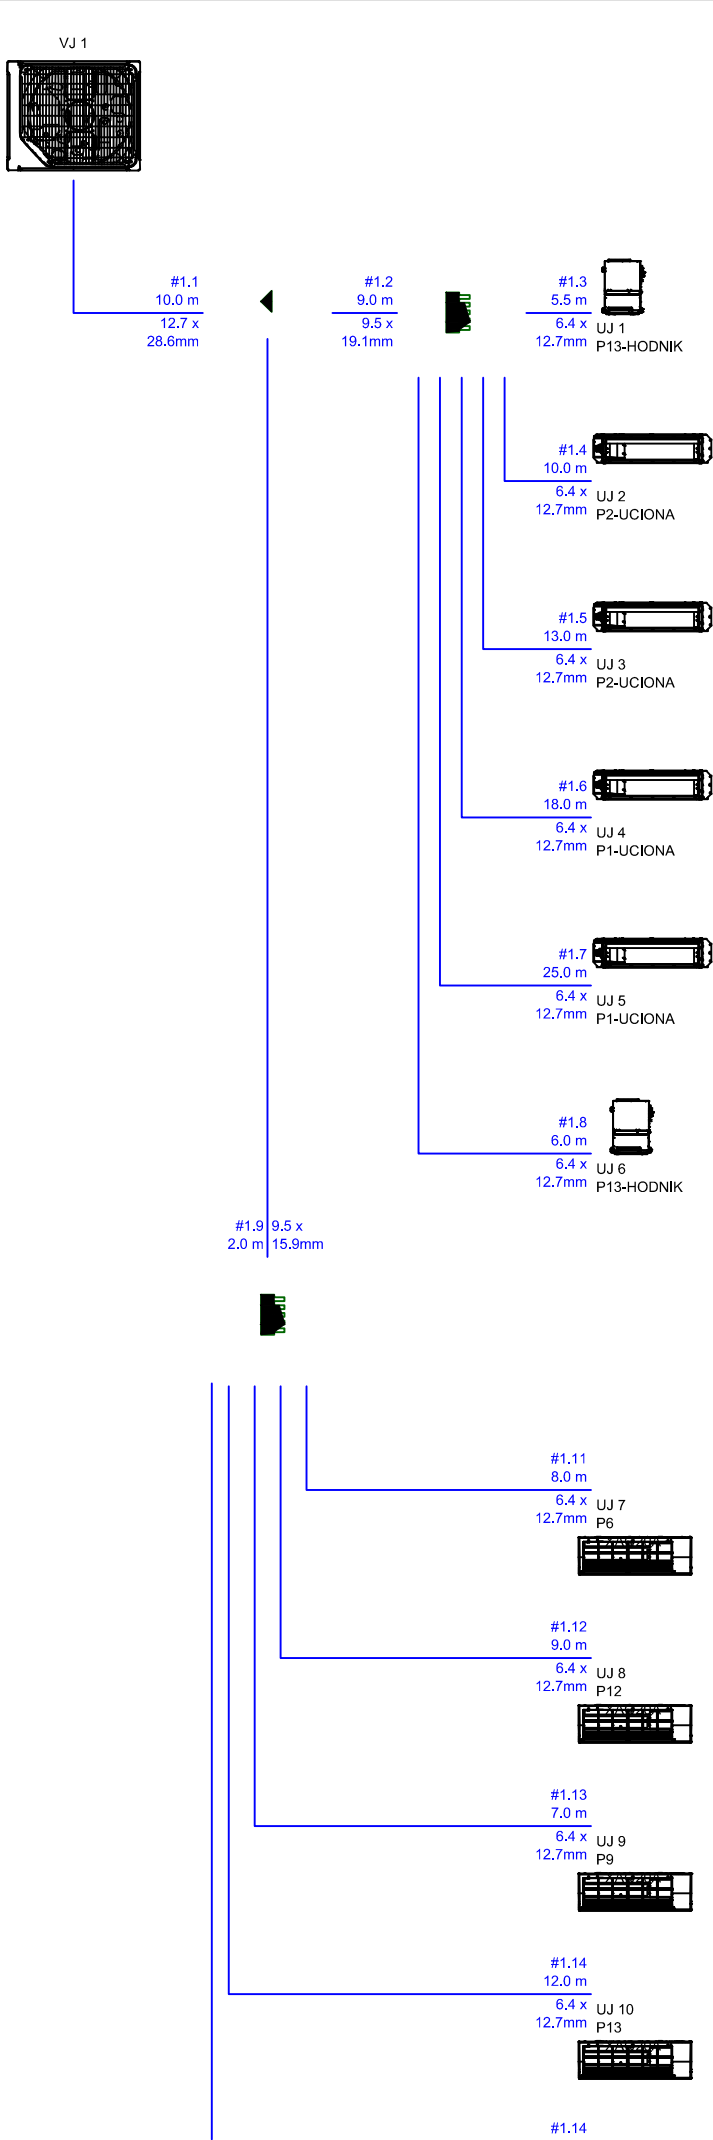 VJ 1
#1.1
10.0 m
12.7 x
28.6mm
#1.2
9.0 m
9.5 x
19.1mm
#1.3
5.5 m
6.4 x
12.7mm
UJ 1
P13-HODNIK
#1.4
10.0 m
6.4 x
12.7mm
UJ 2
P2-UCIONA
#1.5
13.0 m
6.4 x
12.7mm
UJ 3
P2-UCIONA
#1.6
18.0 m
6.4 x
12.7mm
UJ 4
P1-UCIONA
#1.7
25.0 m
6.4 x
12.7mm
UJ 5
P1-UCIONA
#1.8
6.0 m
6.4 x
12.7mm
UJ 6
P13-HODNIK
#1.9 9.5 x
2.0 m 15.9mm
#1.11
8.0 m
6.4 x
12.7mm
UJ 7
P6
#1.12
9.0 m
6.4 x
12.7mm
UJ 8
P12
#1.13
7.0 m
6.4 x
12.7mm
UJ 9
P9
#1.14
12.0 m
6.4 x
12.7mm
UJ 10
P13
#1.14